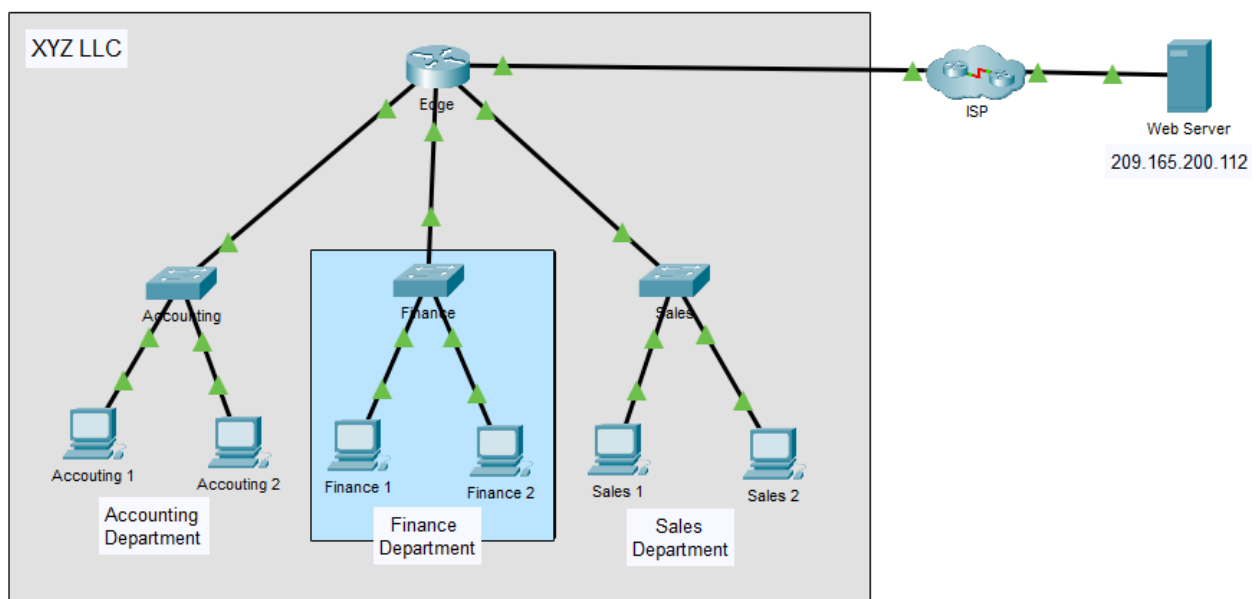 XYZ LLC
Edge
ISP
Web Server
209.165.200.112
Accounting
Finance
Sales
Accouting 1
Accouting 2
Finance 1
Finance 2
Sales 1
Sales 2
Accounting
Department
Finance
Department
Sales
Department